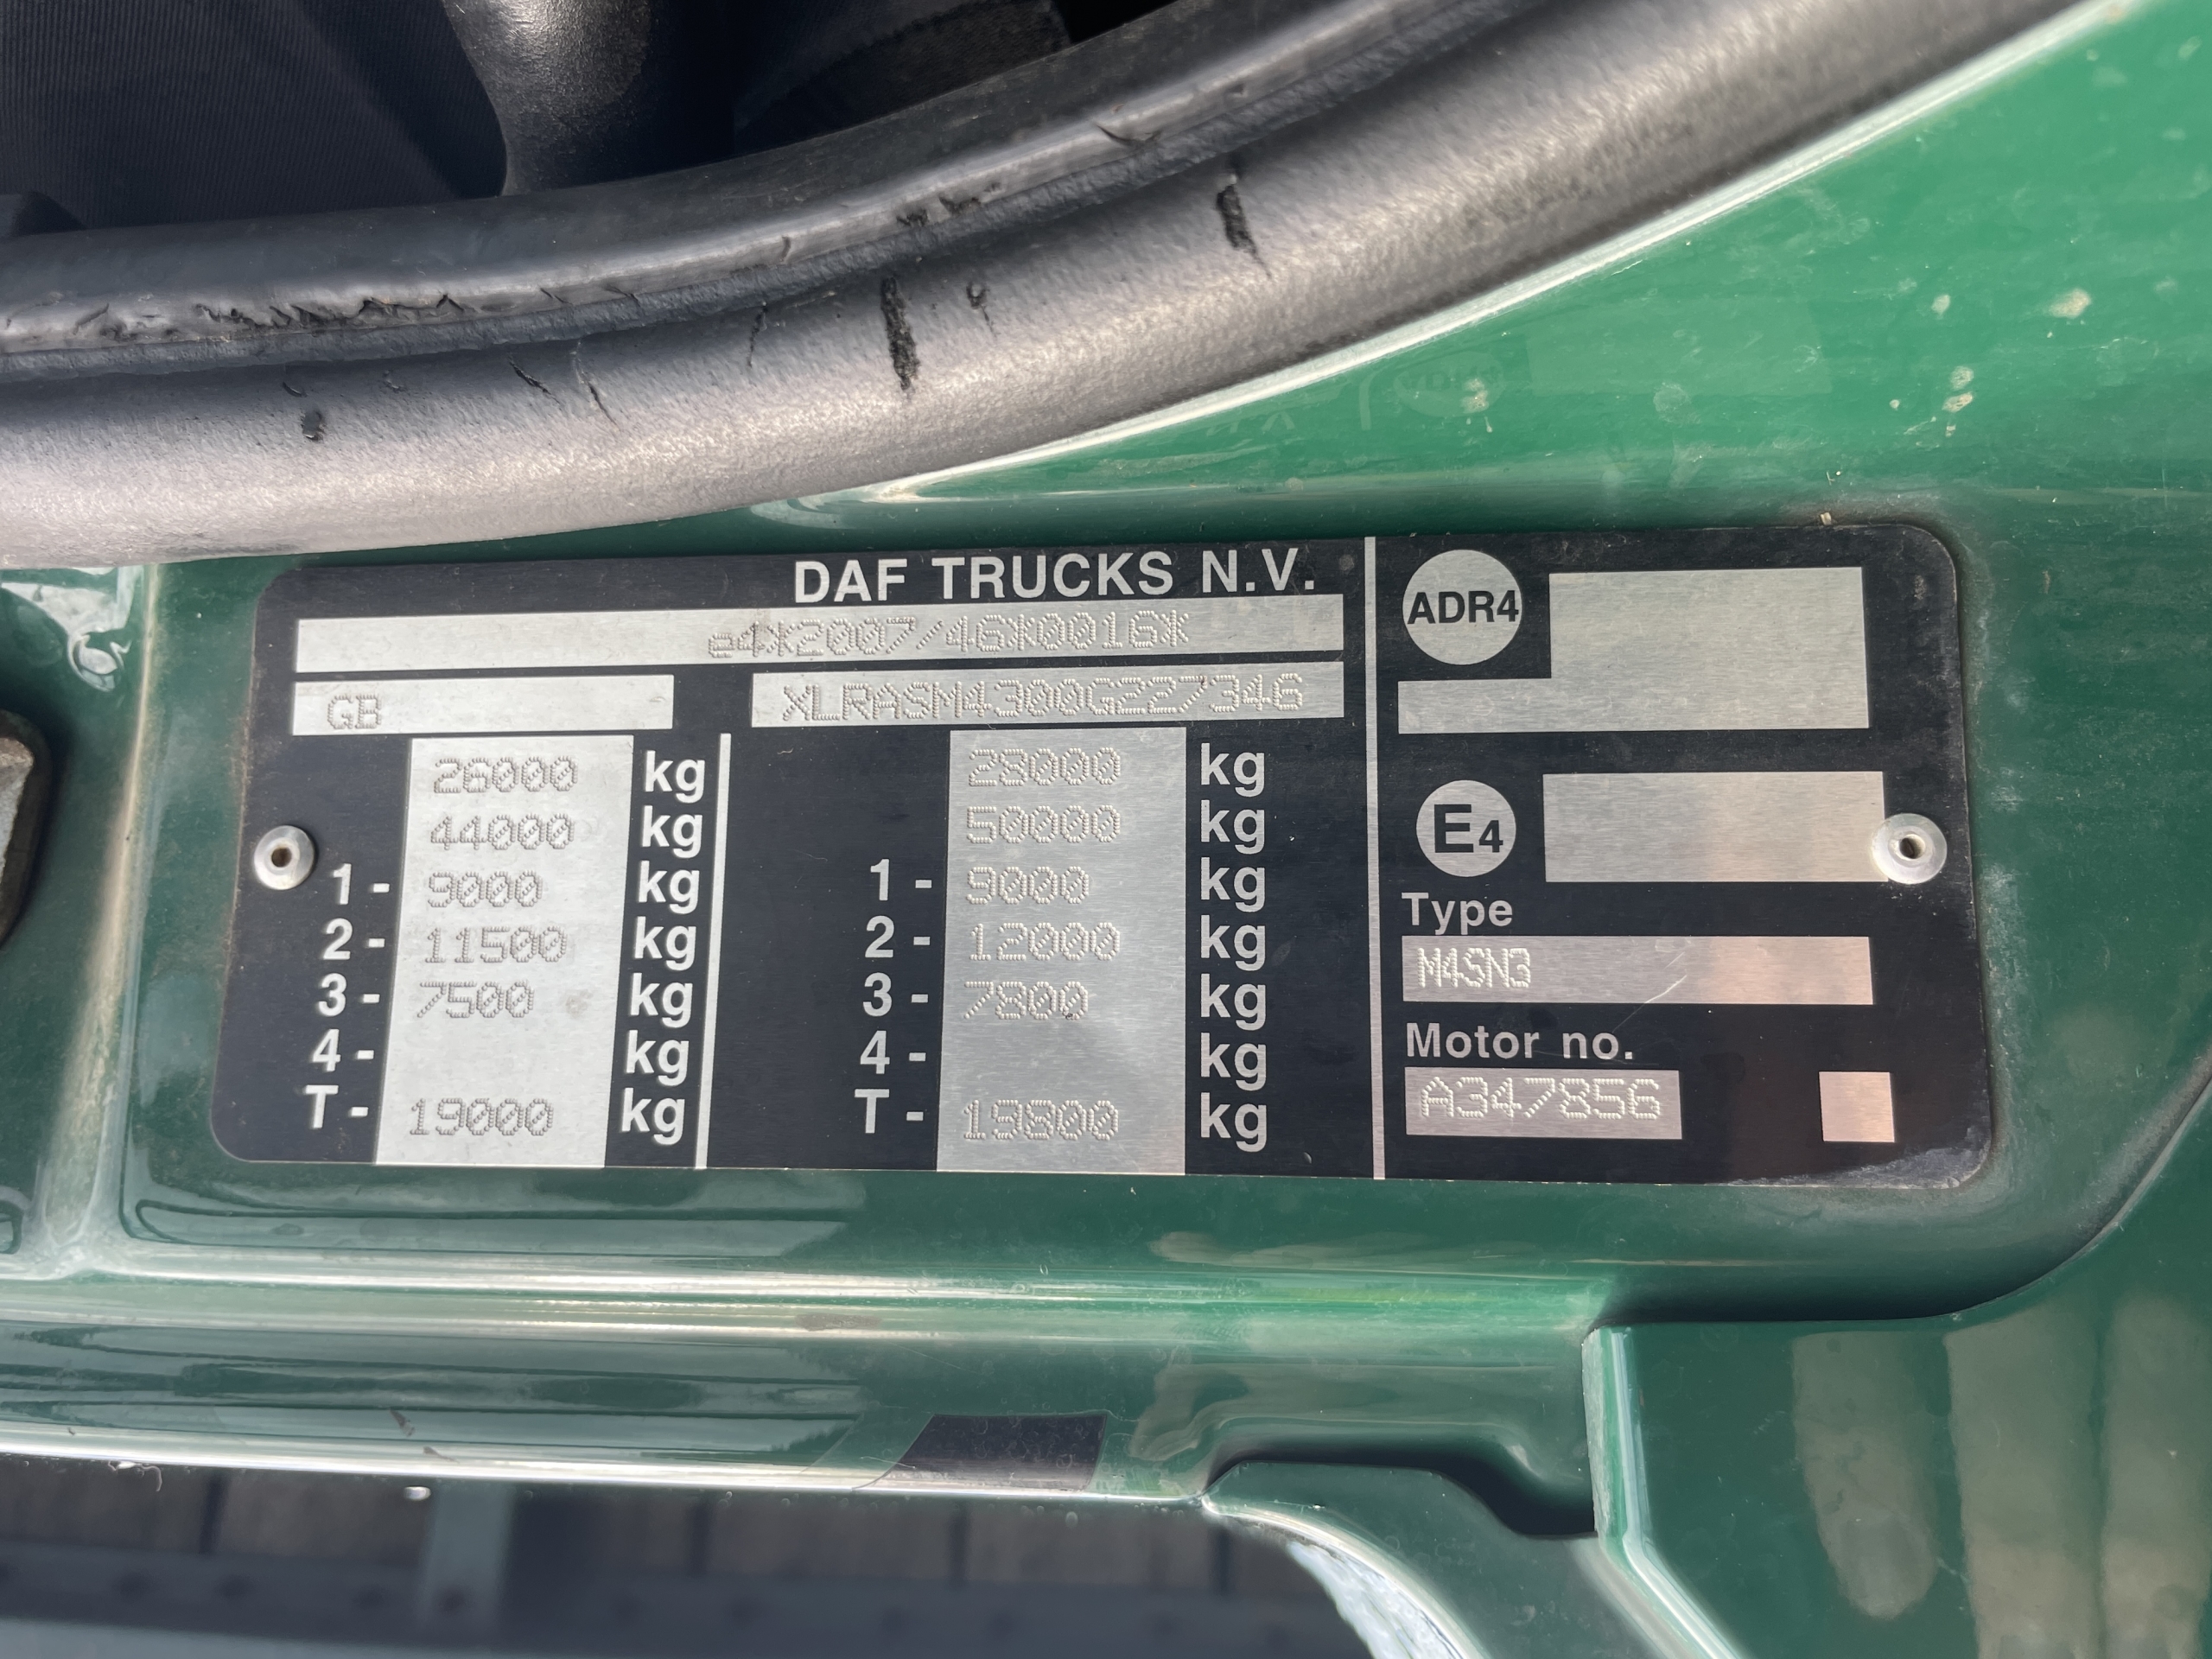 DAF TRUCKS N.V.
e4*2007/46*0016*
GB
XLRASM4300G227346
26000 kg
44000 kg
1- 9000 kg
2- 11500 kg
3- 7500 kg
4- kg
T- 19000 kg
28000 kg
50000 kg
1- 9000 kg
2- 12000 kg
3- 7800 kg
4- kg
T- 19800 kg
ADR4
E4
Type
M4SN3
Motor no.
A347856